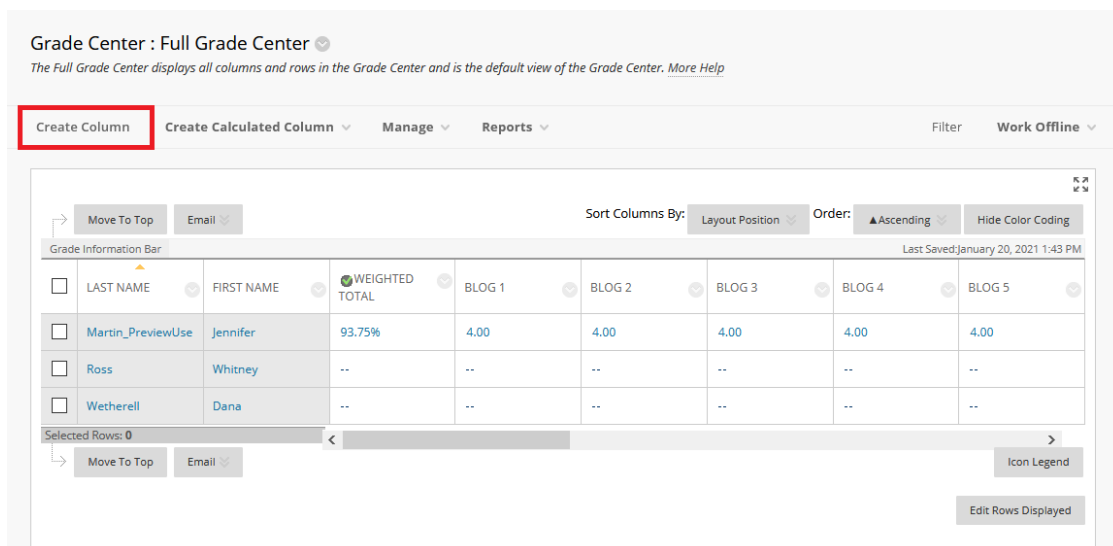 Grade Center : Full Grade Center
The Full Grade Center displays all columns and rows in the Grade Center and is the default view of the Grade Center. More Help
Create Column Create Calculated Column Manage Reports Filter Work Offline
Move To Top Email Sort Columns By: Layout Position Order: ▲Ascending Hide Color Coding
Grade Information Bar Last Saved:January 20, 2021 1:43 PM
LAST NAME FIRST NAME WEIGHTED TOTAL BLOG 1 BLOG 2 BLOG 3 BLOG 4 BLOG 5
Martin_PreviewUse Jennifer 93.75% 4.00 4.00 4.00 4.00 4.00
Ross Whitney -- -- -- -- -- --
Wetherell Dana -- -- -- -- -- --
Selected Rows: 0
Move To Top Email Icon Legend
Edit Rows Displayed